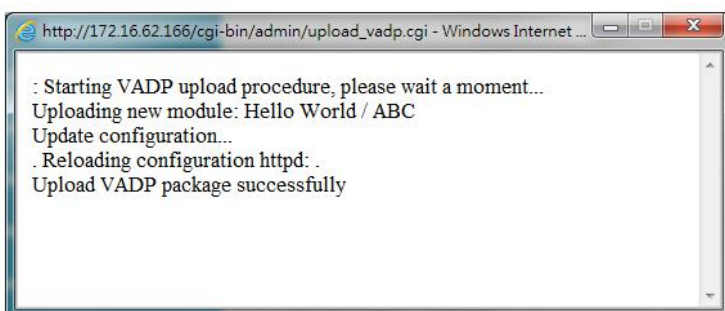 http://172.16.62.166/cgi-bin/admin/upload_vadp.cgi - Windows Internet ...
: Starting VADP upload procedure, please wait a moment...
Uploading new module: Hello World / ABC
Update configuration...
. Reloading configuration httpd: .
Upload VADP package successfully